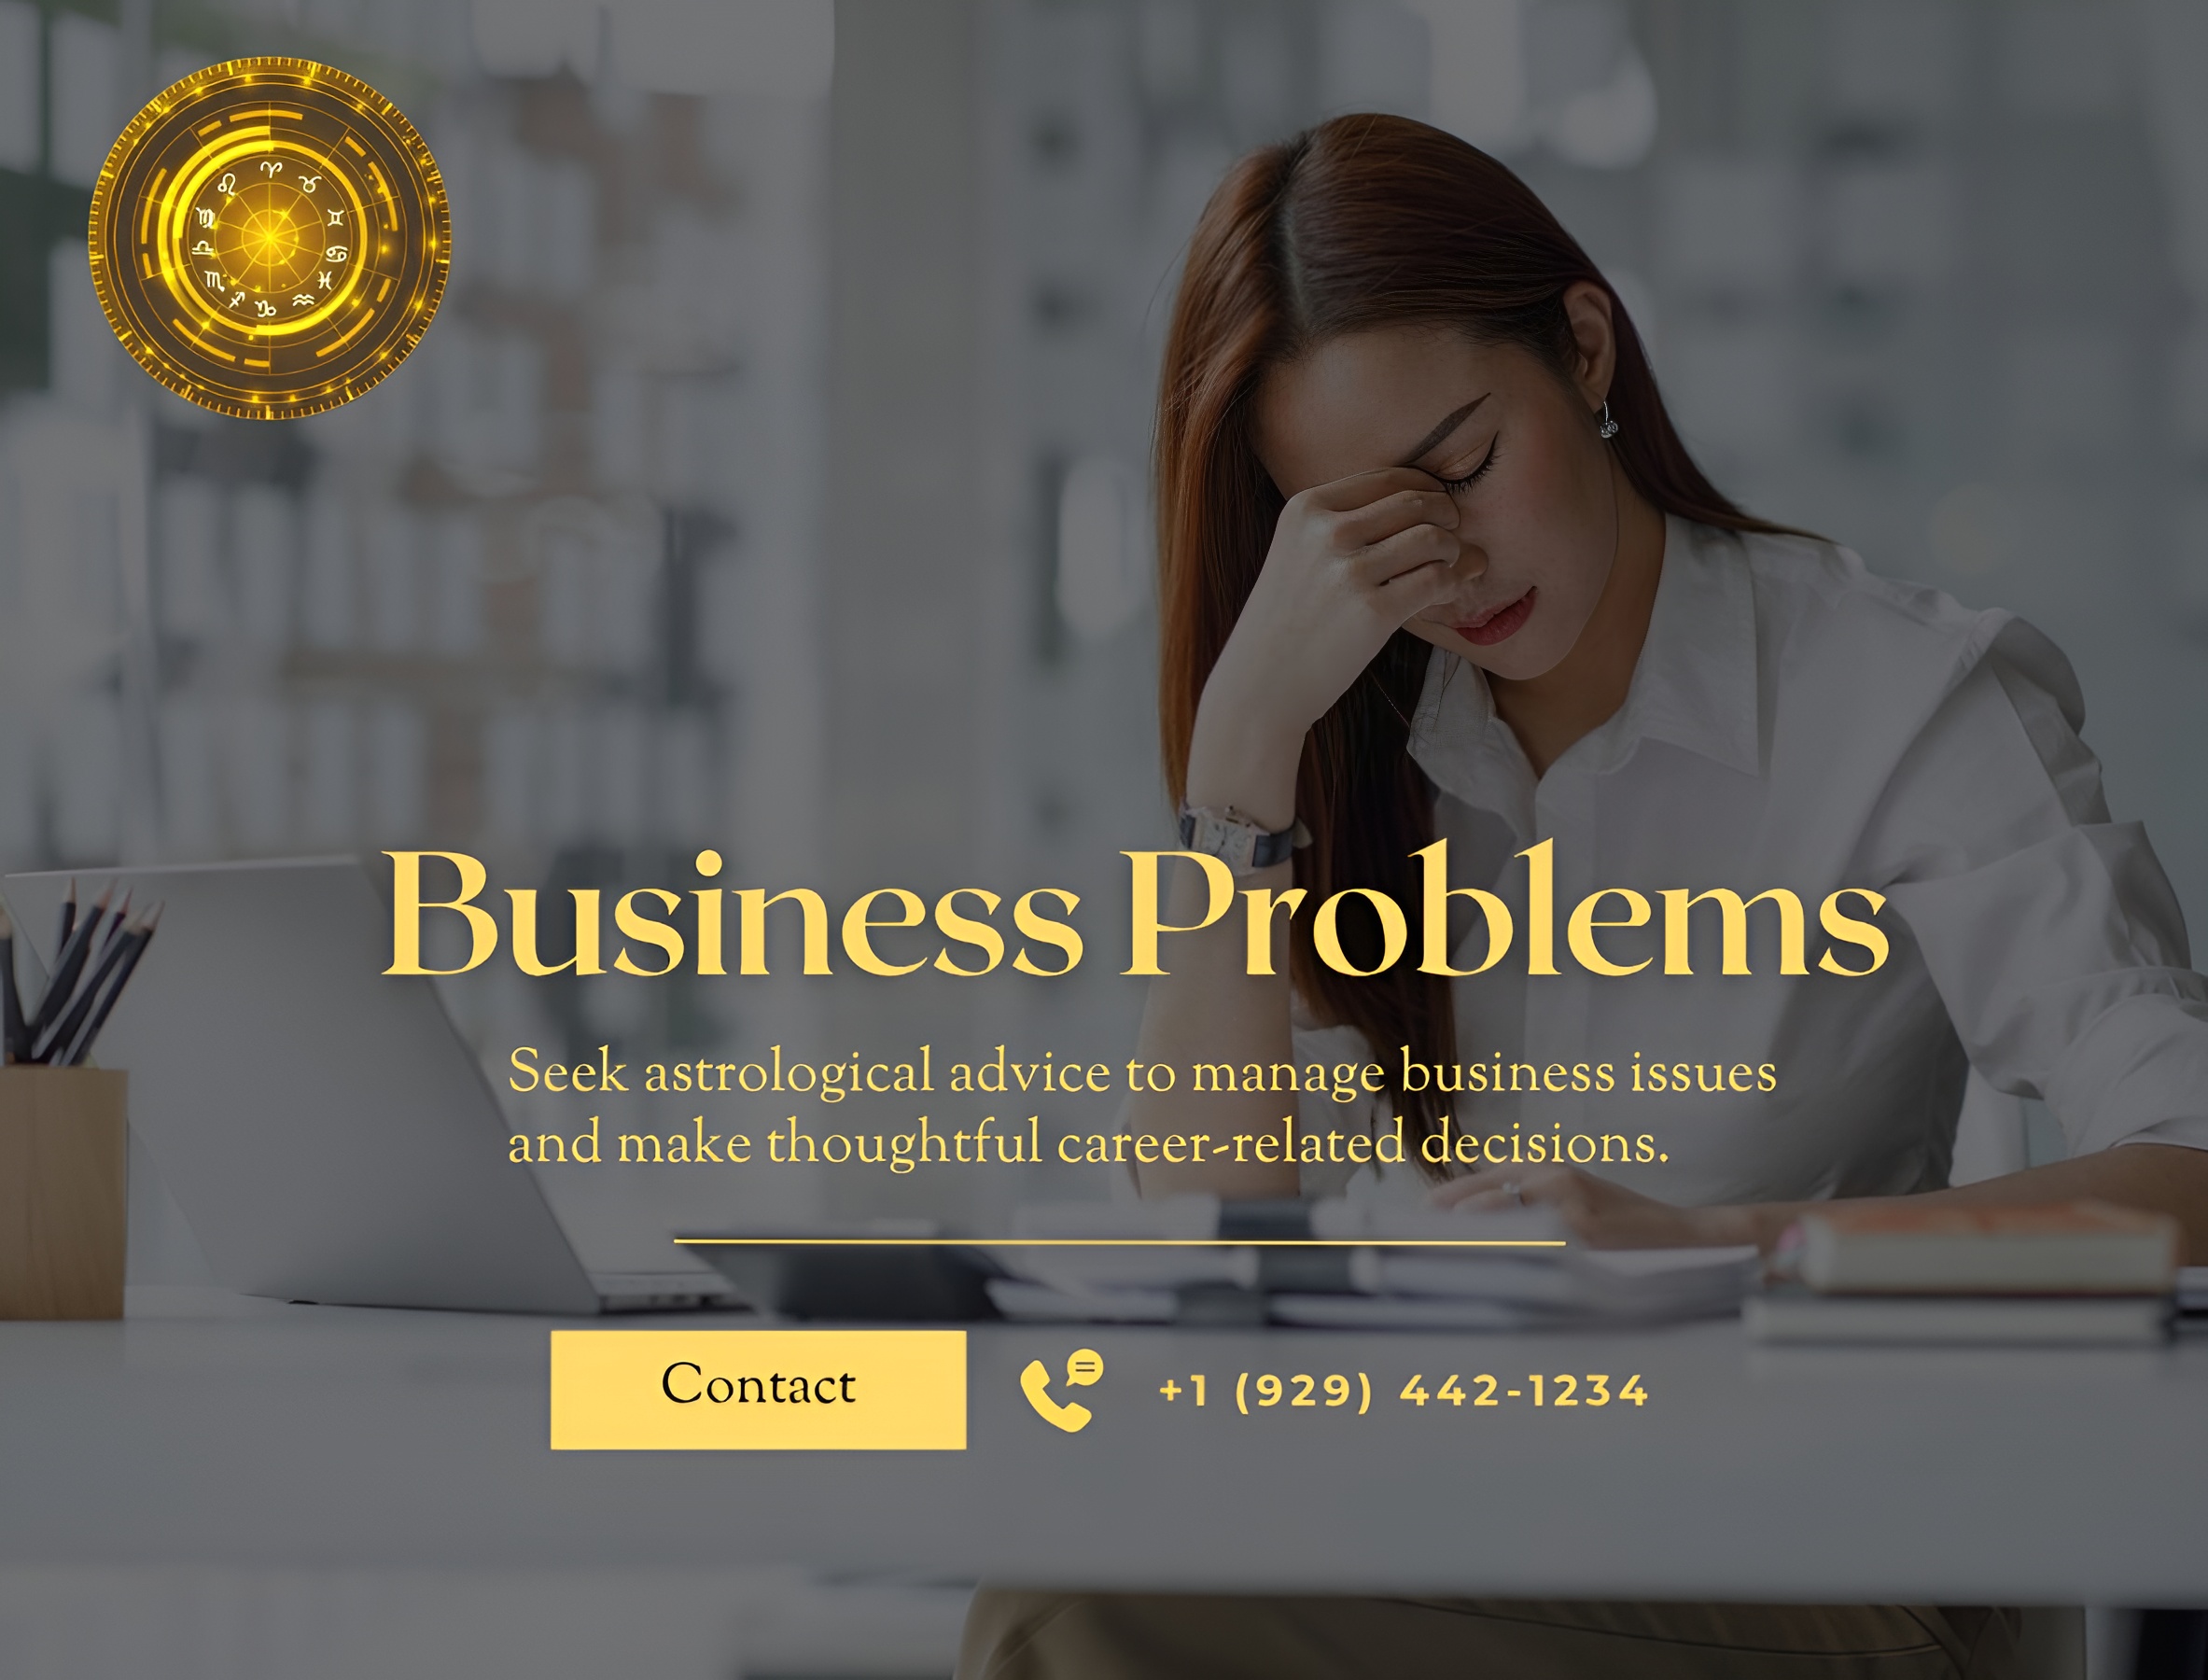 Business Problems
Seek astrological advice to manage business issues
and make thoughtful career-related decisions.
Contact
+1 (929) 442-1234